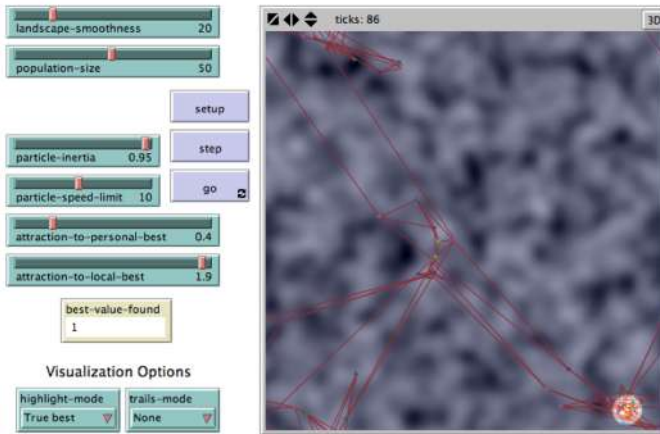 landscape-smoothness 20
population-size 50
setup
particle-inertia 0.95
step
particle-speed-limit 10
go
attraction-to-personal-best 0.4
attraction-to-local-best 1.9
best-value-found
1
Visualization Options
highlight-mode
True best
trails-mode
None
ticks: 86
3D